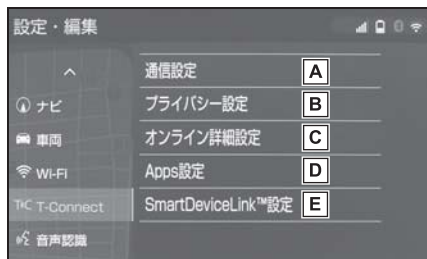 設定・編集
通信設定 A
ナビ
プライバシー設定 B
車両
オンライン詳細設定 C
Wi-Fi
Apps設定 D
T-Connect
SmartDeviceLink™設定 E
音声認識